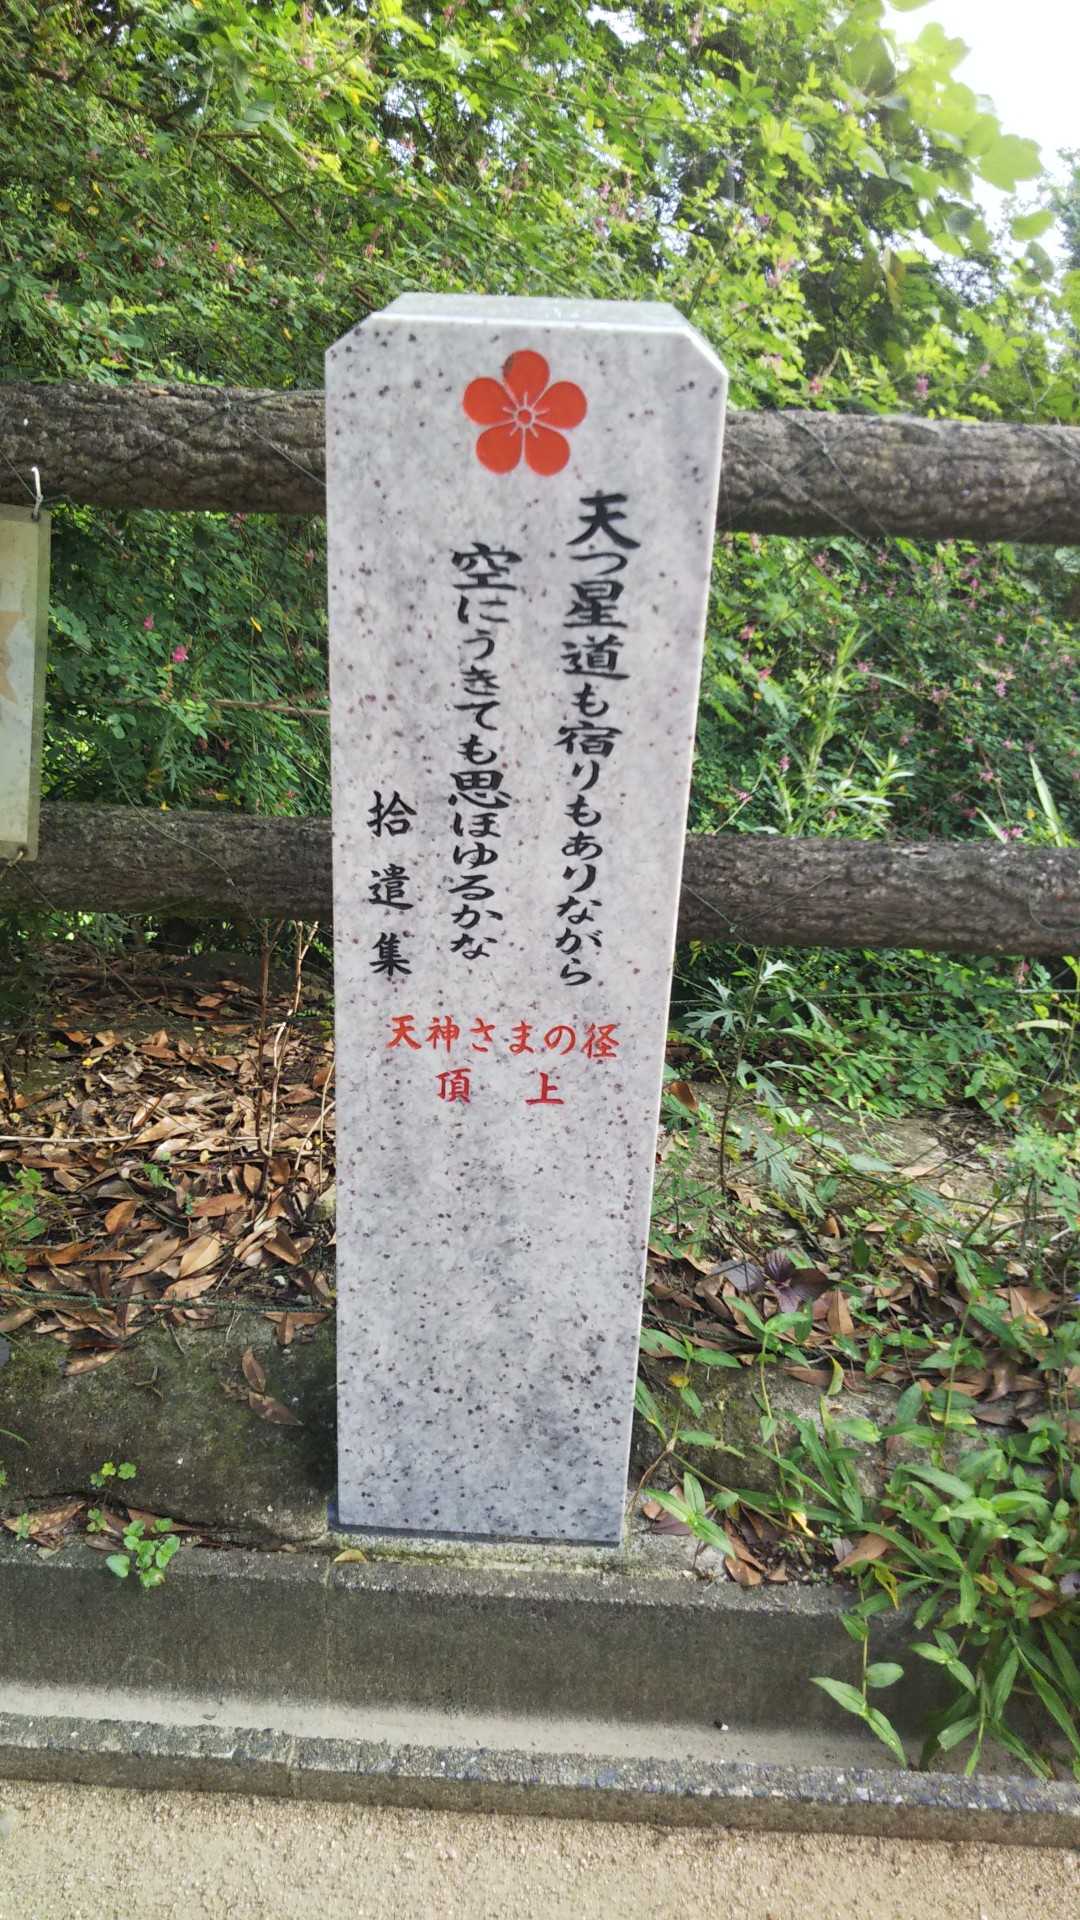 天つ星道も宿りもありながら
空にうきても思ほゆるかな
拾遺集
天神さまの径
頂上